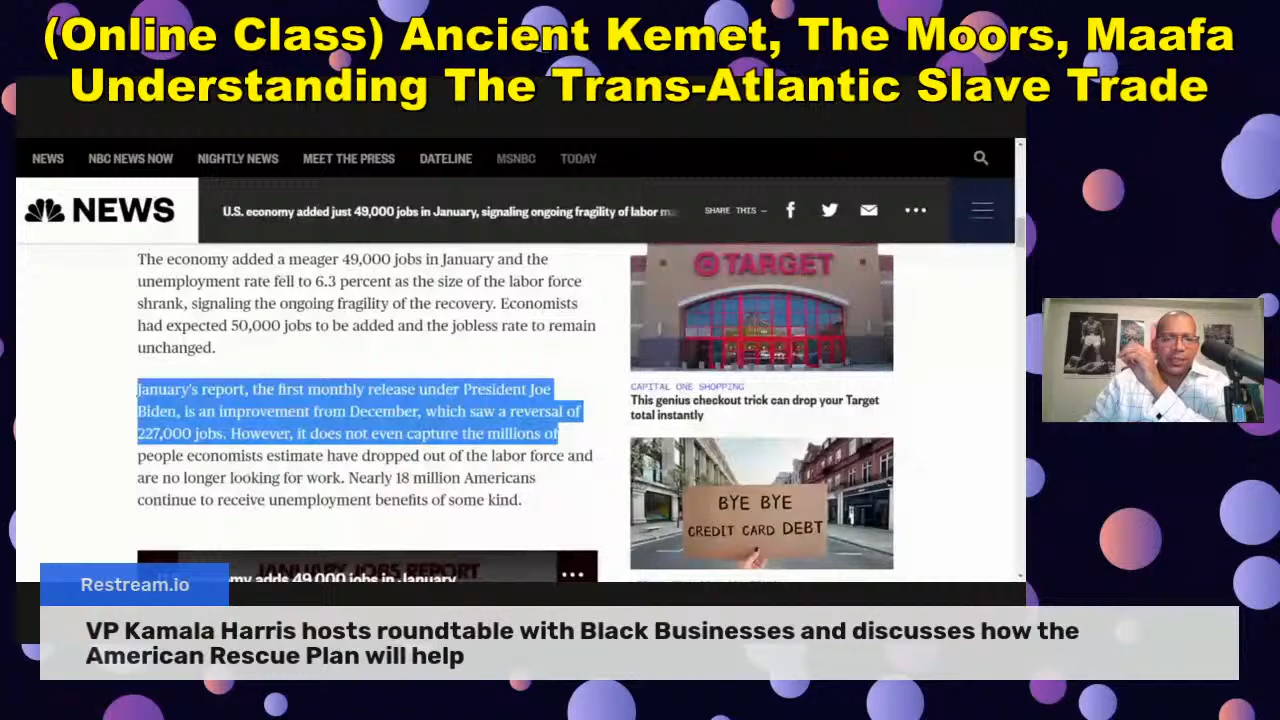 (Online Class) Ancient Kemet, The Moors, Maafa
Understanding The Trans-Atlantic Slave Trade
NEWS NBC NEWS NOW NIGHTLY NEWS MEET THE PRESS DATELINE MSNBC TODAY
NEWS
U.S. economy added just 49,000 jobs in January, signaling ongoing fragility of labor
SHARE THIS —
The economy added a meager 49,000 jobs in January and the
unemployment rate fell to 6.3 percent as the size of the labor force
shrank, signaling the ongoing fragility of the recovery. Economists
had expected 50,000 jobs to be added and the jobless rate to remain
unchanged.
January's report, the first monthly release under President Joe
Biden, is an improvement from December, which saw a reversal of
227,000 jobs. However, it does not even capture the millions of
people economists estimate have dropped out of the labor force and
are no longer looking for work. Nearly 18 million Americans
continue to receive unemployment benefits of some kind.
JANUARY JOBS REPORT
adds 49,000 jobs in January
TARGET
CAPITAL ONE SHOPPING
This genius checkout trick can drop your Target
total instantly
BYE BYE
CREDIT CARD DEBT
Restream.io
VP Kamala Harris hosts roundtable with Black Businesses and discusses how the
American Rescue Plan will help